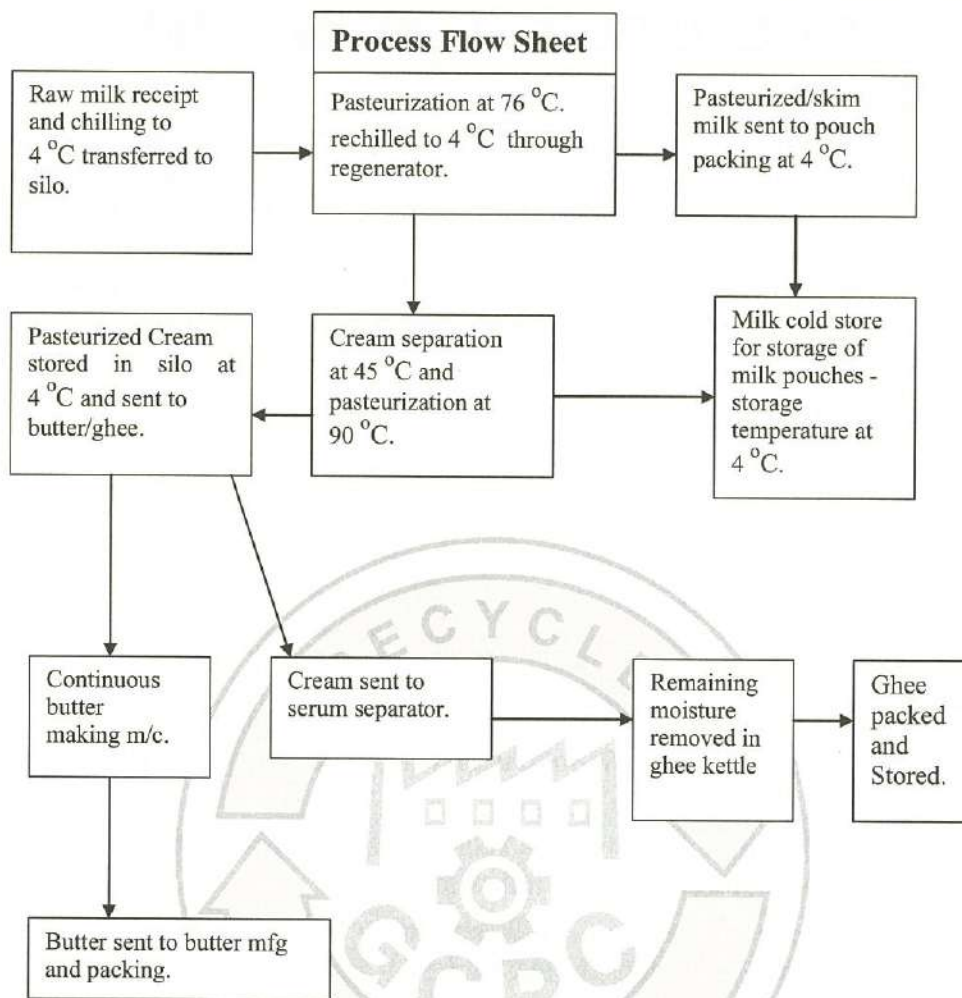 Process Flow Sheet
Raw milk receipt
and chilling to
4 °C transferred to
silo.
Pasteurization at 76 °C.
rechilled to 4 °C through
regenerator.
Pasteurized/skim
milk sent to pouch
packing at 4 °C.
Pasteurized Cream
stored in silo at
4 °C and sent to
butter/ghee.
Cream separation
at 45 °C and
pasteurization at
90 °C.
Milk cold store
for storage of
milk pouches -
storage
temperature at
4 °C.
Continuous
butter
making m/c.
Cream sent to
serum separator.
Remaining
moisture
removed in
ghee kettle
Ghee
packed
and
Stored.
Butter sent to butter mfg
and packing.
RECYCLE
GCPC